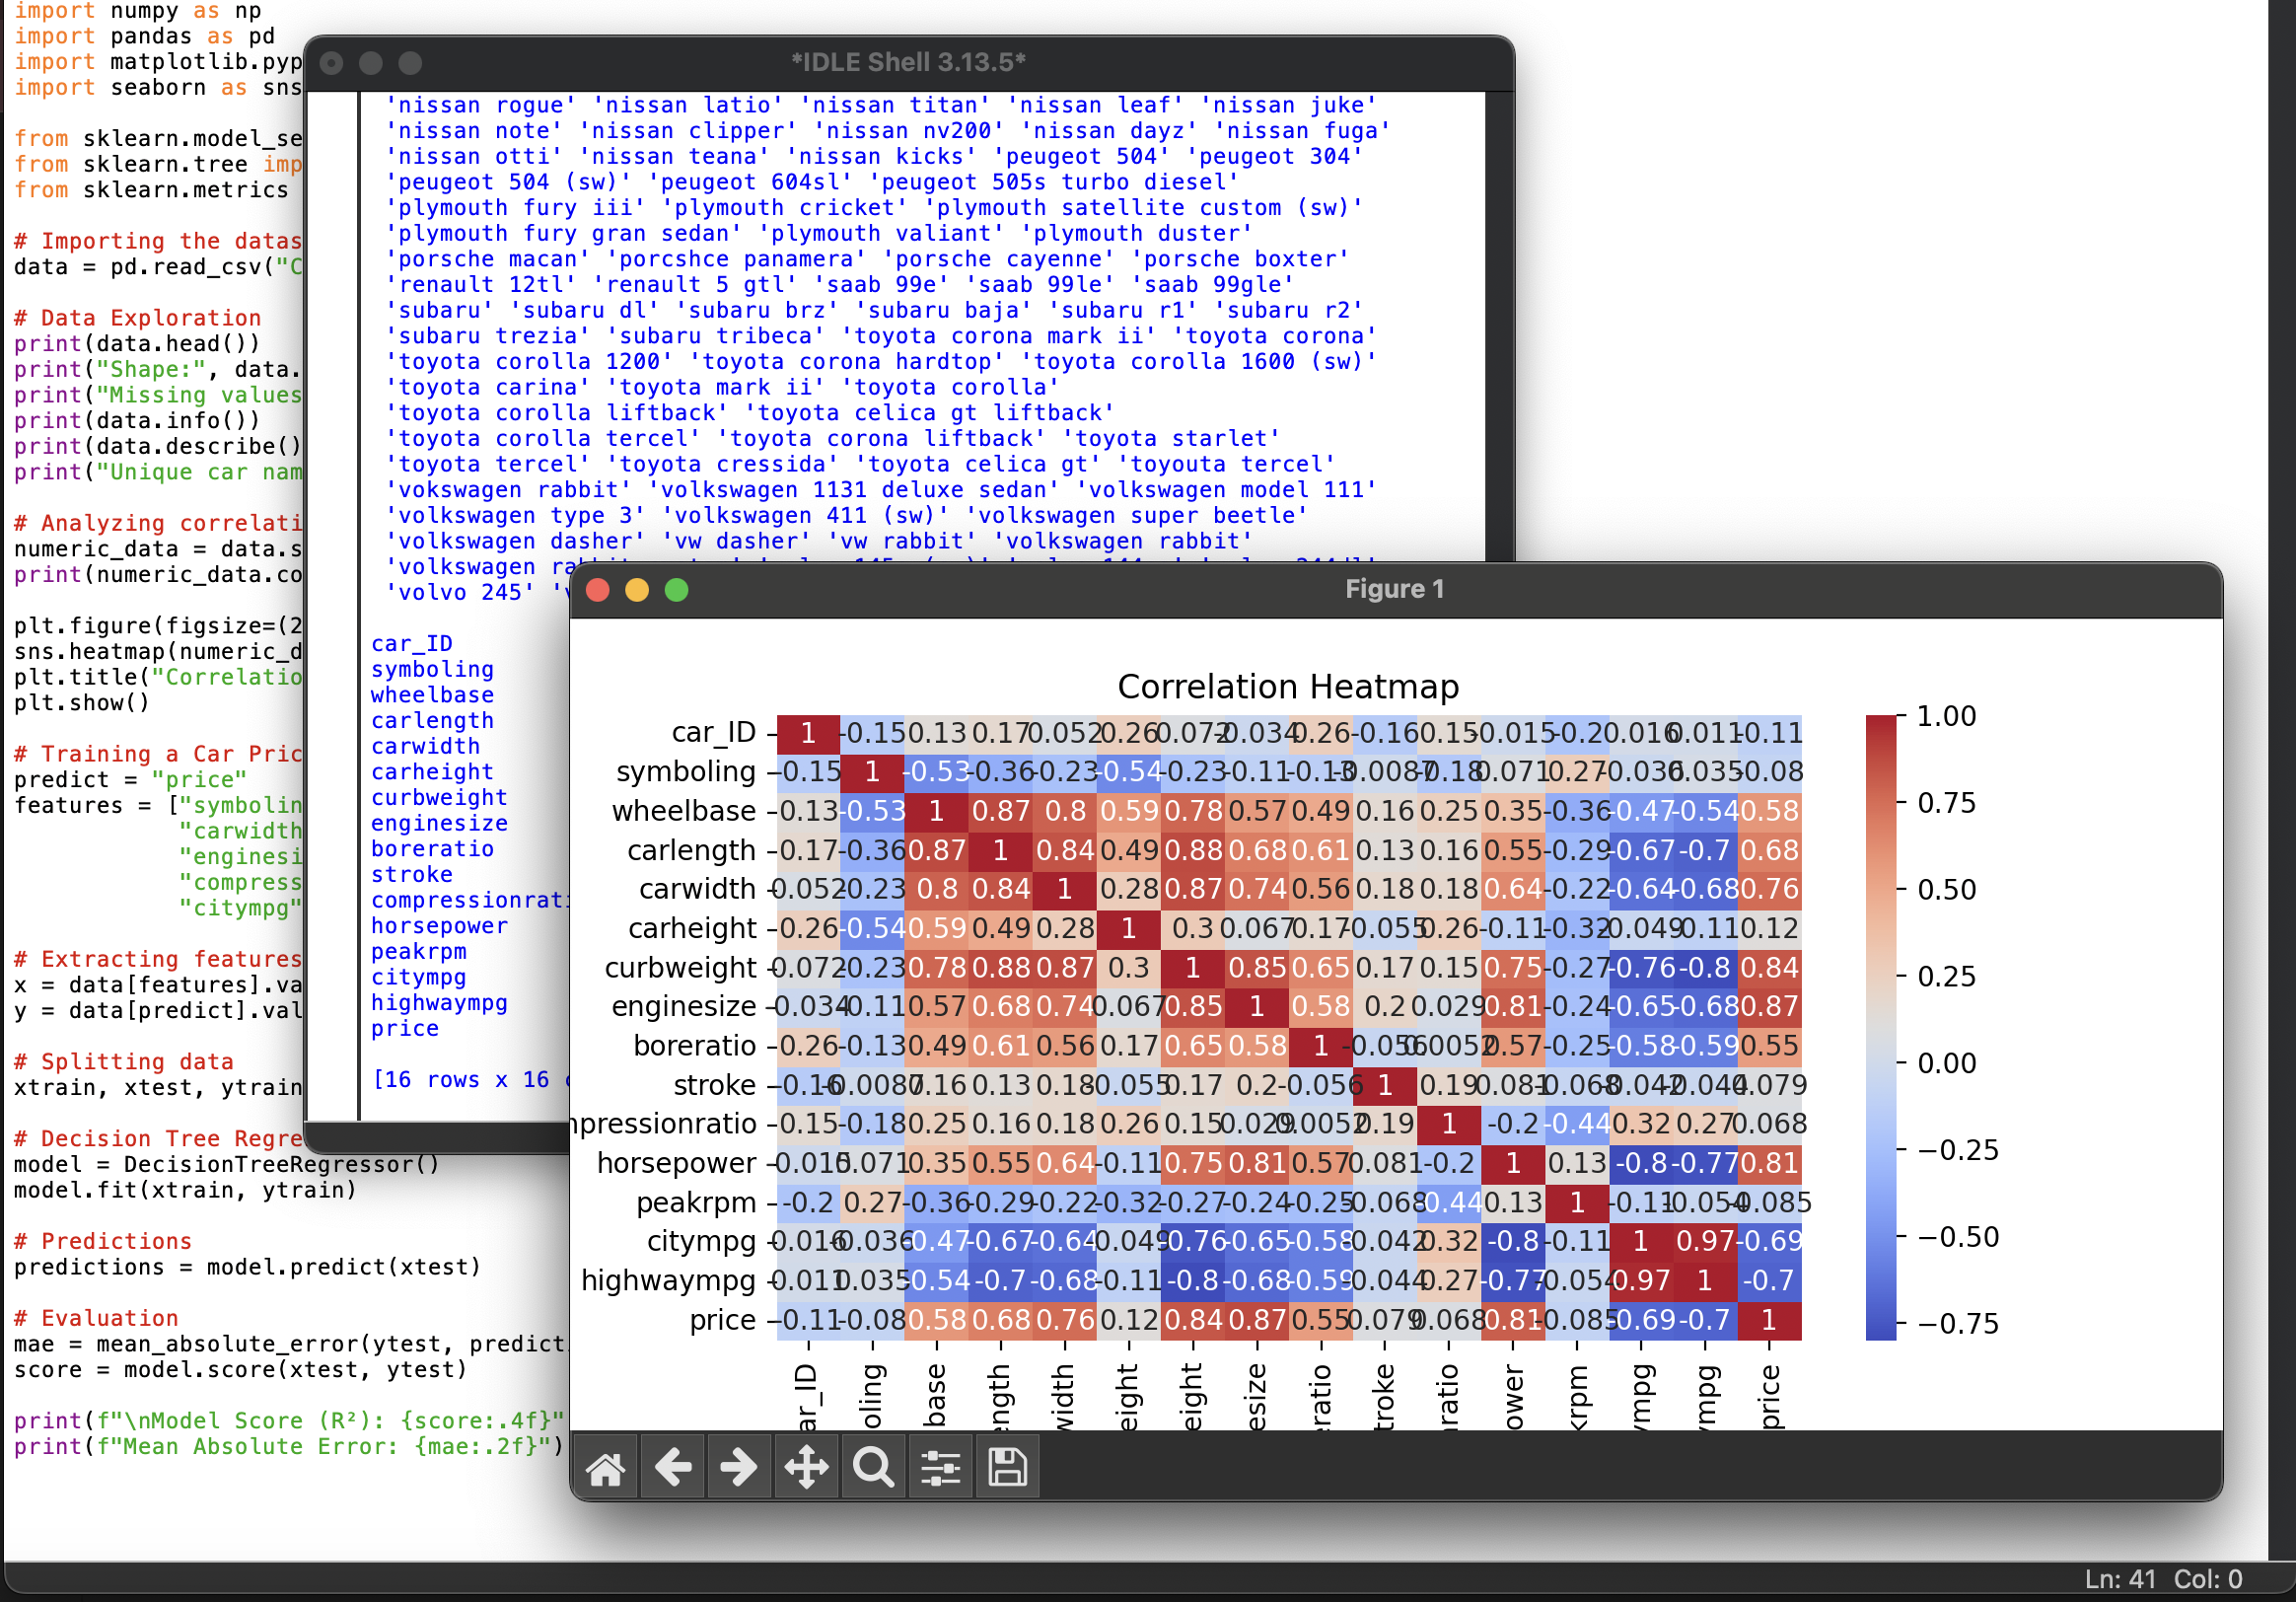 import numpy as np
import pandas as pd
import matplotlib.pyp
import seaborn as sns
from sklearn.model_se
from sklearn.tree imp
from sklearn.metrics
# Importing the datas
data = pd.read_csv("C
# Data Exploration
print(data.head())
print("Shape:", data.
print("Missing values
print(data.info())
print(data.describe()
print("Unique car nam
# Analyzing correlati
numeric_data = data.s
print(numeric_data.co
plt.figure(figsize=(2
sns.heatmap(numeric_d
plt.title("Correlatio
plt.show()
# Training a Car Pric
predict = "price"
features = ["symbolin
"carwidth
"enginesi
"compress
"citympg"
# Extracting features
x = data[features].va
y = data[predict].val
# Splitting data
xtrain, xtest, ytrain
# Decision Tree Regre
model = DecisionTreeRegressor()
model.fit(xtrain, ytrain)
# Predictions
predictions = model.predict(xtest)
# Evaluation
mae = mean_absolute_error(ytest, predict
score = model.score(xtest, ytest)
print(f"\nModel Score (R²): {score:.4f}"
print(f"Mean Absolute Error: {mae:.2f}")
*IDLE Shell 3.13.5*
'nissan rogue' 'nissan latio' 'nissan titan' 'nissan leaf' 'nissan juke'
'nissan note' 'nissan clipper' 'nissan nv200' 'nissan dayz' 'nissan fuga'
'nissan otti' 'nissan teana' 'nissan kicks' 'peugeot 504' 'peugeot 304'
'peugeot 504 (sw)' 'peugeot 604sl' 'peugeot 505s turbo diesel'
'plymouth fury iii' 'plymouth cricket' 'plymouth satellite custom (sw)'
'plymouth fury gran sedan' 'plymouth valiant' 'plymouth duster'
'porsche macan' 'porcshce panamera' 'porsche cayenne' 'porsche boxter'
'renault 12tl' 'renault 5 gtl' 'saab 99e' 'saab 99le' 'saab 99gle'
'subaru' 'subaru dl' 'subaru brz' 'subaru baja' 'subaru r1' 'subaru r2'
'subaru trezia' 'subaru tribeca' 'toyota corona mark ii' 'toyota corona'
'toyota corolla 1200' 'toyota corona hardtop' 'toyota corolla 1600 (sw)'
'toyota carina' 'toyota mark ii' 'toyota corolla'
'toyota corolla liftback' 'toyota celica gt liftback'
'toyota corolla tercel' 'toyota corona liftback' 'toyota starlet'
'toyota tercel' 'toyota cressida' 'toyota celica gt' 'toyouta tercel'
'vokswagen rabbit' 'volkswagen 1131 deluxe sedan' 'volkswagen model 111'
'volkswagen type 3' 'volkswagen 411 (sw)' 'volkswagen super beetle'
'volkswagen dasher' 'vw dasher' 'vw rabbit' 'volkswagen rabbit'
'volkswagen
'volvo 245'
car_ID
symboling
wheelbase
carlength
carwidth
carheight
curbweight
enginesize
boreratio
stroke
compressionrati
horsepower
peakrpm
citympg
highwaympg
price
[16 rows x 16
Figure 1
Correlation Heatmap
car_ID 1 -0.15 0.13 0.17 0.052 0.26 0.072 -0.034 0.26 -0.16 0.15 -0.015 -0.2 0.016 0.011 -0.11
symboling -0.15 1 -0.53 -0.36 -0.23 -0.54 -0.23 -0.11 -0.13 -0.0087 -0.18 0.071 0.27 -0.036 0.035 -0.08
wheelbase 0.13 -0.53 1 0.87 0.8 0.59 0.78 0.57 0.49 0.16 0.25 0.35 -0.36 -0.47 -0.54 0.58
carlength 0.17 -0.36 0.87 1 0.84 0.49 0.88 0.68 0.61 0.13 0.16 0.55 -0.29 -0.67 -0.7 0.68
carwidth 0.052 -0.23 0.8 0.84 1 0.28 0.87 0.74 0.56 0.18 0.18 0.64 -0.22 -0.64 -0.68 0.76
carheight 0.26 -0.54 0.59 0.49 0.28 1 0.3 0.067 0.17 -0.055 0.26 -0.11 -0.32 -0.049 -0.11 0.12
curbweight 0.072 -0.23 0.78 0.88 0.87 0.3 1 0.85 0.65 0.17 0.15 0.75 -0.27 -0.76 -0.8 0.84
enginesize -0.034 -0.11 0.57 0.68 0.74 0.067 0.85 1 0.58 0.2 0.029 0.81 -0.24 -0.65 -0.68 0.87
boreratio 0.26 -0.13 0.49 0.61 0.56 0.17 0.65 0.58 1 -0.056 0.0052 0.57 -0.25 -0.58 -0.59 0.55
stroke -0.16 -0.0087 0.16 0.13 0.18 -0.055 0.17 0.2 -0.056 1 0.19 0.081 -0.068 -0.042 -0.044 0.079
pressionratio 0.15 -0.18 0.25 0.16 0.18 0.26 0.15 0.029 0.0052 0.19 1 -0.2 -0.44 0.32 0.27 0.068
horsepower -0.015 0.071 0.35 0.55 0.64 -0.11 0.75 0.81 0.57 0.081 -0.2 1 0.13 -0.8 -0.77 0.81
peakrpm -0.2 0.27 -0.36 -0.29 -0.22 -0.32 -0.27 -0.24 -0.25 -0.068 -0.44 0.13 1 -0.11 -0.054 -0.085
citympg 0.016 -0.036 -0.47 -0.67 -0.64 -0.049 -0.76 -0.65 -0.58 -0.042 0.32 -0.8 -0.11 1 0.97 -0.69
highwaympg 0.011 0.035 -0.54 -0.7 -0.68 -0.11 -0.8 -0.68 -0.59 -0.044 0.27 -0.77 -0.054 0.97 1 -0.7
price -0.11 -0.08 0.58 0.68 0.76 0.12 0.84 0.87 0.55 0.079 0.068 0.81 -0.085 -0.69 -0.7 1
ar_ID oling base ength width eight eight esize eratio troke nratio ower krpm ympg ympg price
1.00
0.75
0.50
0.25
0.00
−0.25
−0.50
−0.75
Ln: 41 Col: 0